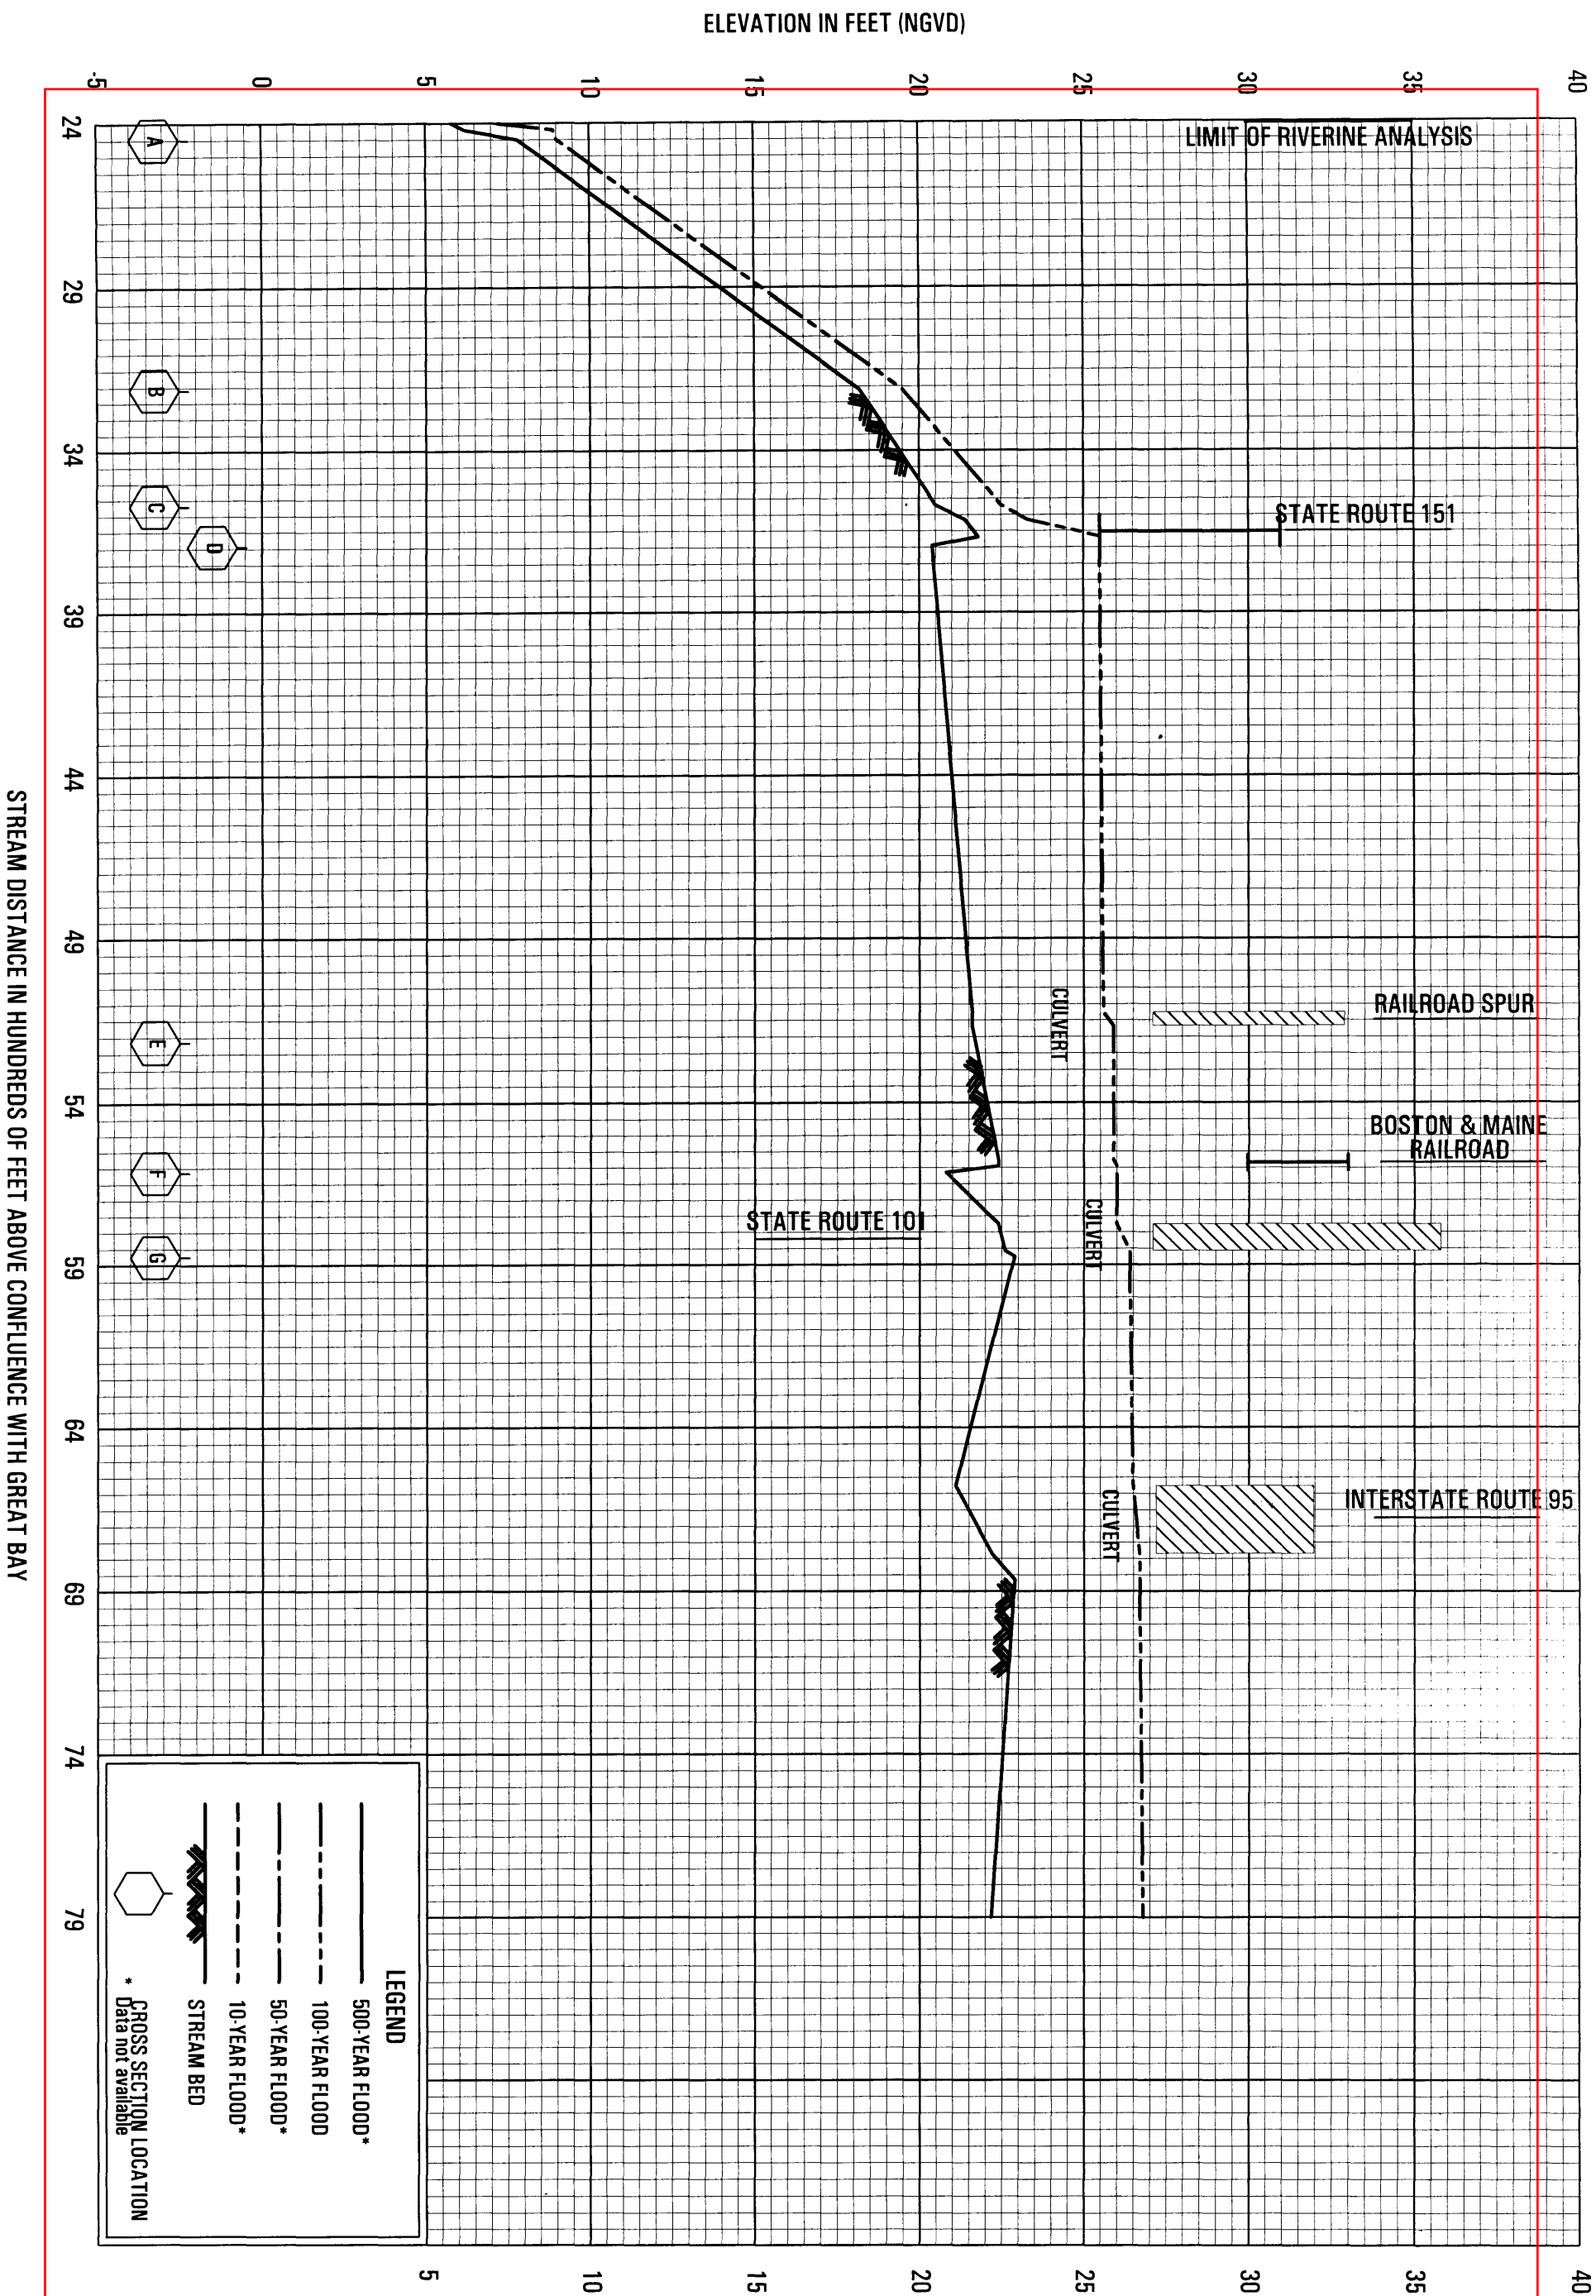 ELEVATION IN FEET (NGVD)
-5
0
5
10
15
20
25
30
35
40
LIMIT OF RIVERINE ANALYSIS
24
29
34
39
44
49
54
59
64
69
74
79
A
B
C
D
E
F
G
STATE ROUTE 151
RAILROAD SPUR
CULVERT
BOSTON & MAINE
RAILROAD
STATE ROUTE 101
CULVERT
INTERSTATE ROUTE 95
CULVERT
STREAM DISTANCE IN HUNDREDS OF FEET ABOVE CONFLUENCE WITH GREAT BAY
LEGEND
500-YEAR FLOOD*
100-YEAR FLOOD
50-YEAR FLOOD*
10-YEAR FLOOD*
STREAM BED
CROSS SECTION LOCATION
* Data not available
5
10
15
20
25
30
35
40